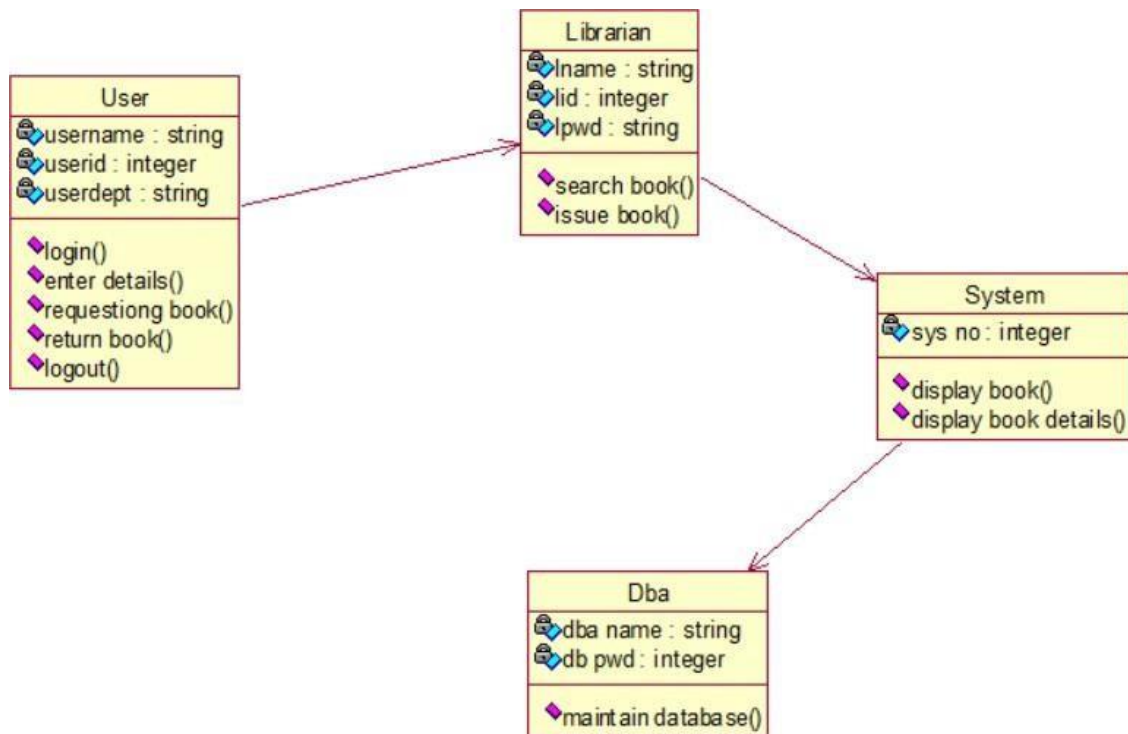 User
username : string
userid : integer
userdept : string
login()
enter details()
requestiong book()
return book()
logout()
Librarian
lname : string
lid : integer
lpwd : string
search book()
issue book()
System
sys no : integer
display book()
display book details()
Dba
dba name : string
db pwd : integer
maintain database()